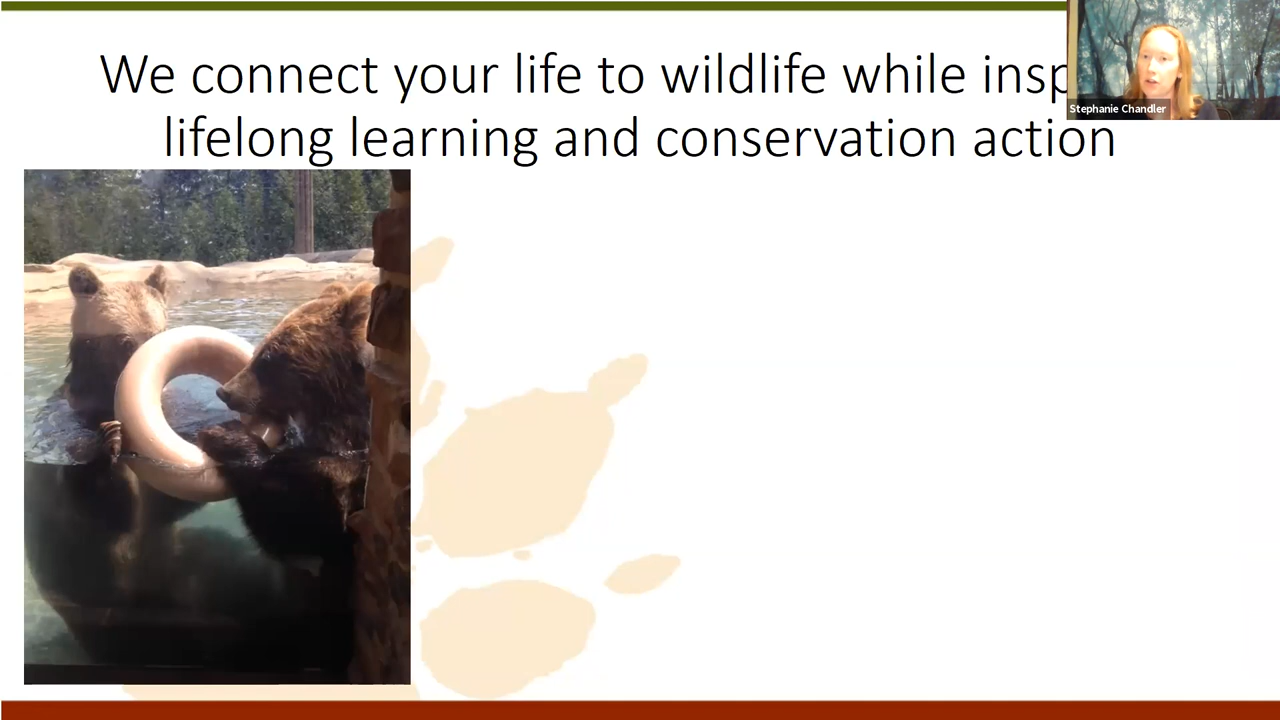 We connect your life to wildlife while insp
lifelong learning and conservation action
Stephanie Chandler